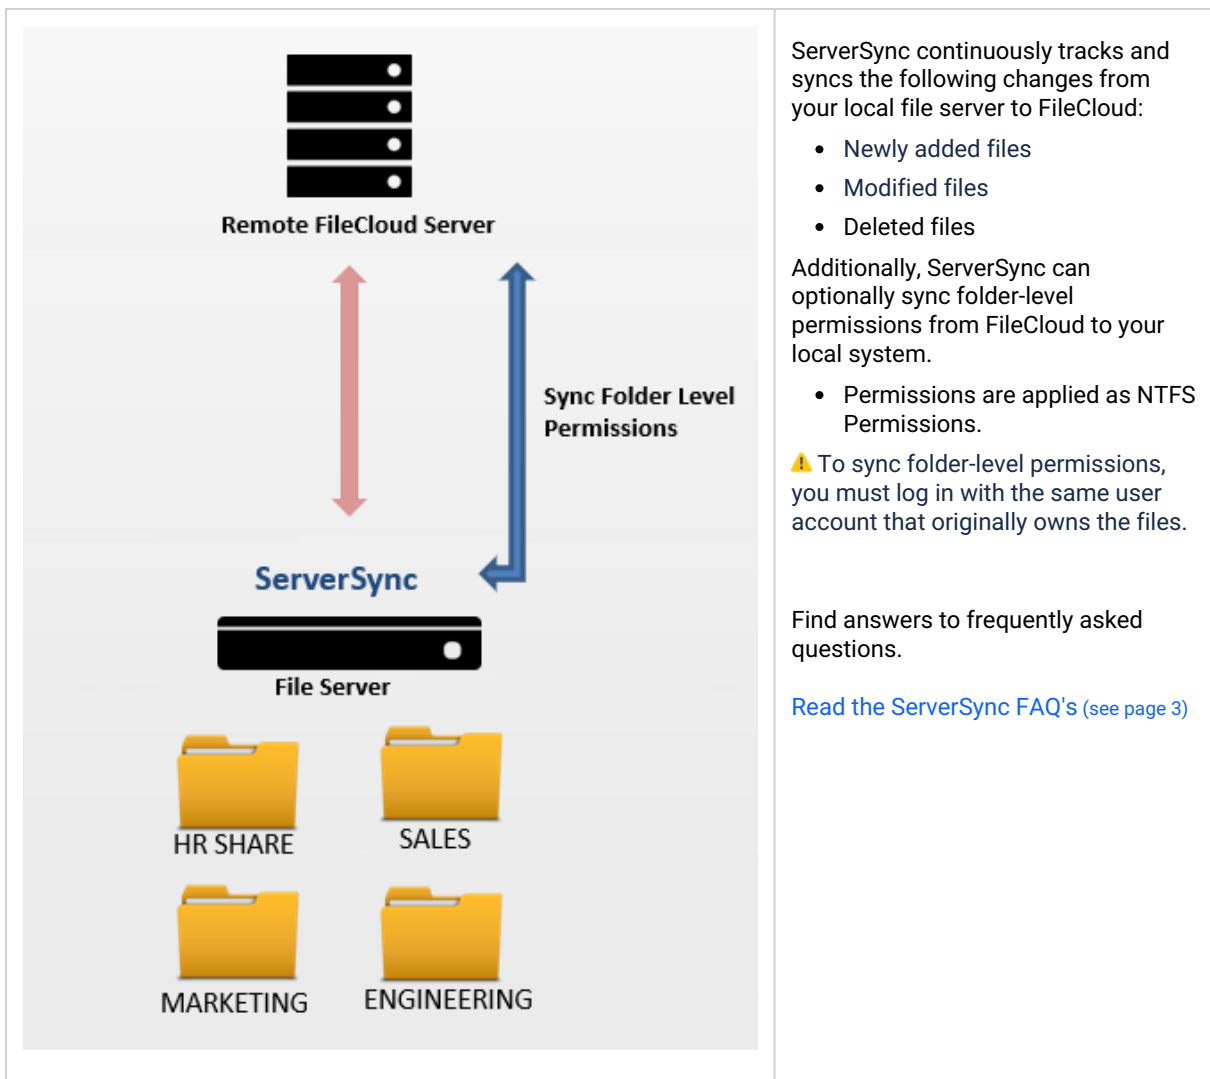 Remote FileCloud Server
Sync Folder Level
Permissions
ServerSync
File Server
HR SHARE
SALES
MARKETING
ENGINEERING
ServerSync continuously tracks and
syncs the following changes from
your local file server to FileCloud:
• Newly added files
• Modified files
• Deleted files
Additionally, ServerSync can
optionally sync folder-level
permissions from FileCloud to your
local system.
• Permissions are applied as NTFS
Permissions.
To sync folder-level permissions,
you must log in with the same user
account that originally owns the files.
Find answers to frequently asked
questions.
Read the ServerSync FAQ's (see page 3)